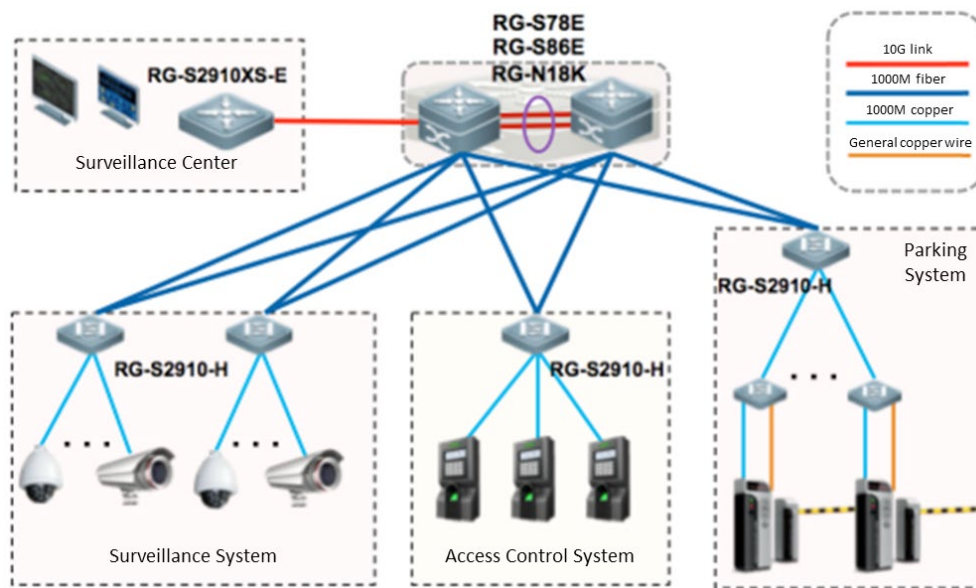 RG-S78E
RG-S86E
RG-N18K
RG-S2910XS-E
Surveillance Center
10G link
1000M fiber
1000M copper
General copper wire
Parking
System
RG-S2910-H
RG-S2910-H
RG-S2910-H
Surveillance System
Access Control System